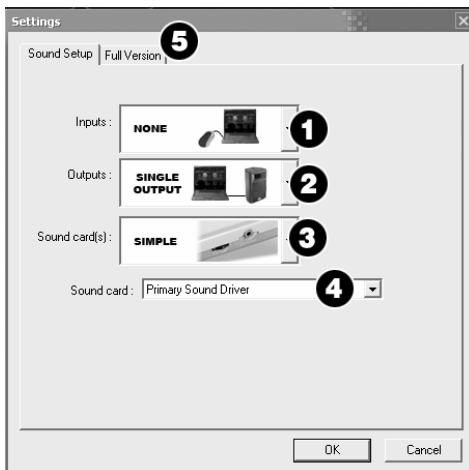 Settings
5
Sound Setup Full Version
Inputs : NONE 1
Outputs : SINGLE OUTPUT 2
Sound card(s) : SIMPLE 3
Sound card : Primary Sound Driver 4
OK Cancel